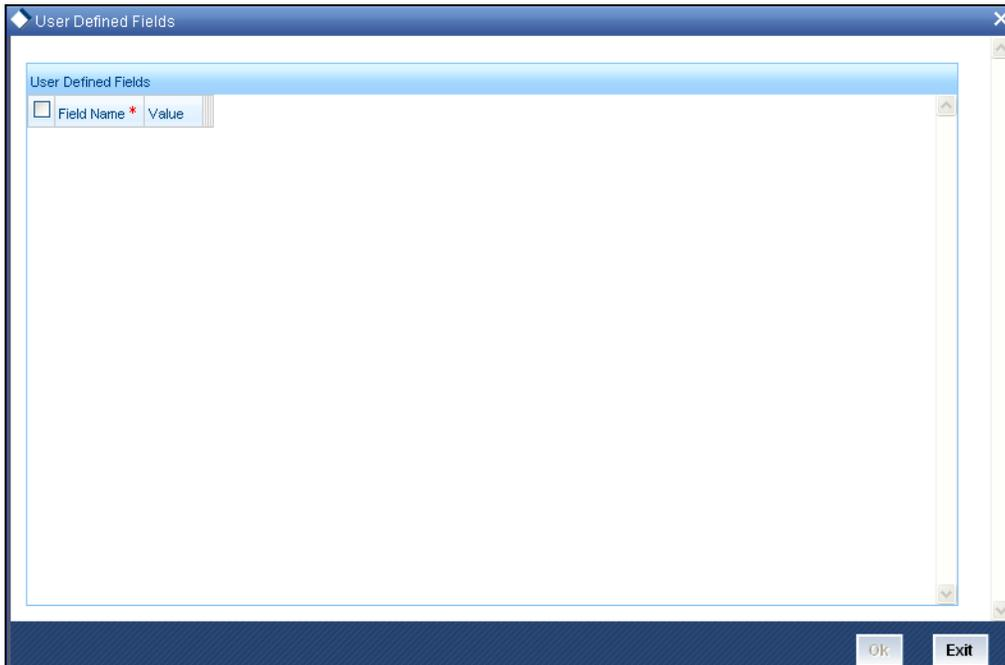 User Defined Fields
User Defined Fields
Field Name * Value
Ok Exit